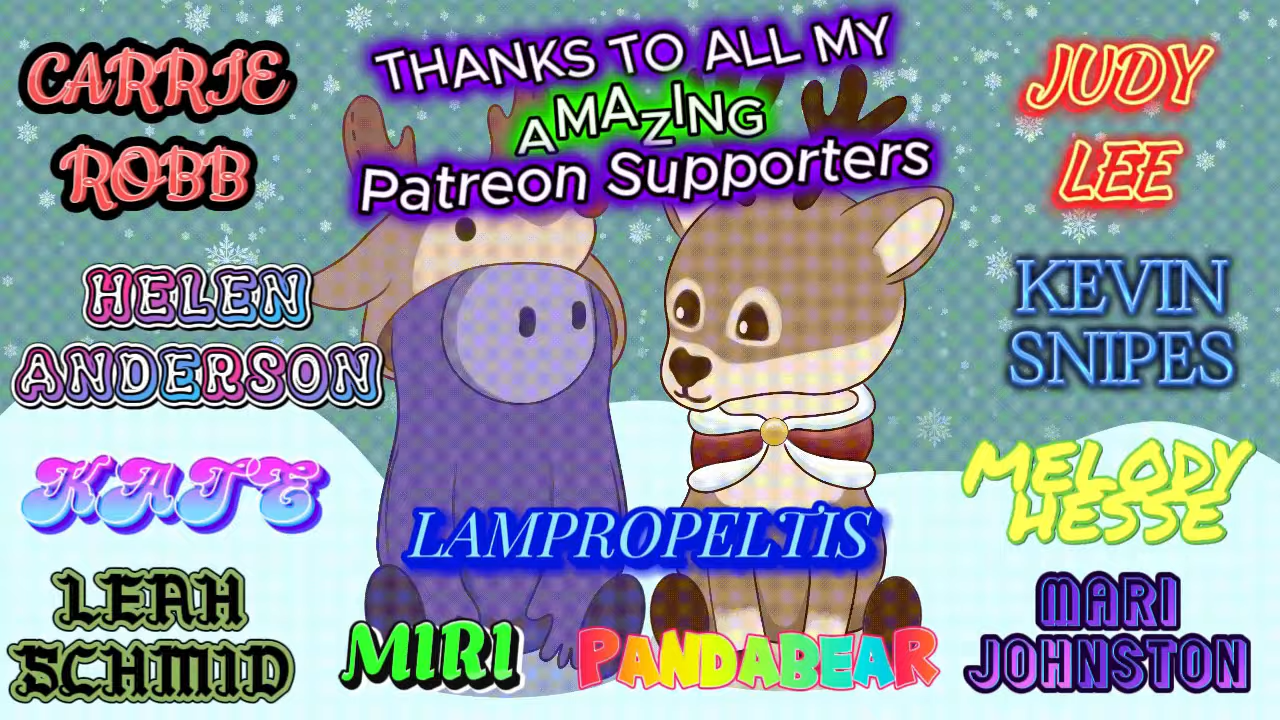 THANKS TO ALL MY
AMAZING
Patreon Supporters
CARRIE
ROBB
HELEN
ANDERSON
KATE
LEAH
SCHMID
LAMPROPELTIS
MIRI
PANDABEAR
JUDY
LEE
KEVIN
SNIPES
MELODY
HESSE
MARI
JOHNSTON